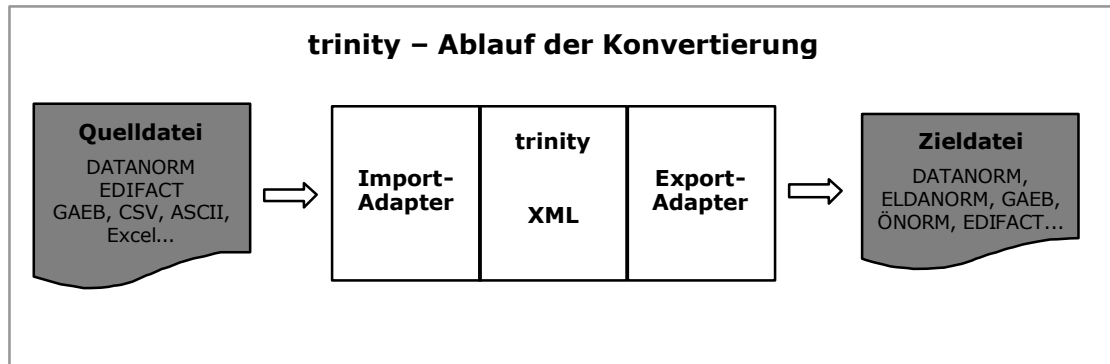 trinity – Ablauf der Konvertierung
Quelldatei
DATANORM
EDIFACT
GAEB, CSV, ASCII,
Excel...
Import-
Adapter
trinity
XML
Export-
Adapter
Zieldatei
DATANORM,
ELDANORM, GAEB,
ÖNORM, EDIFACT...